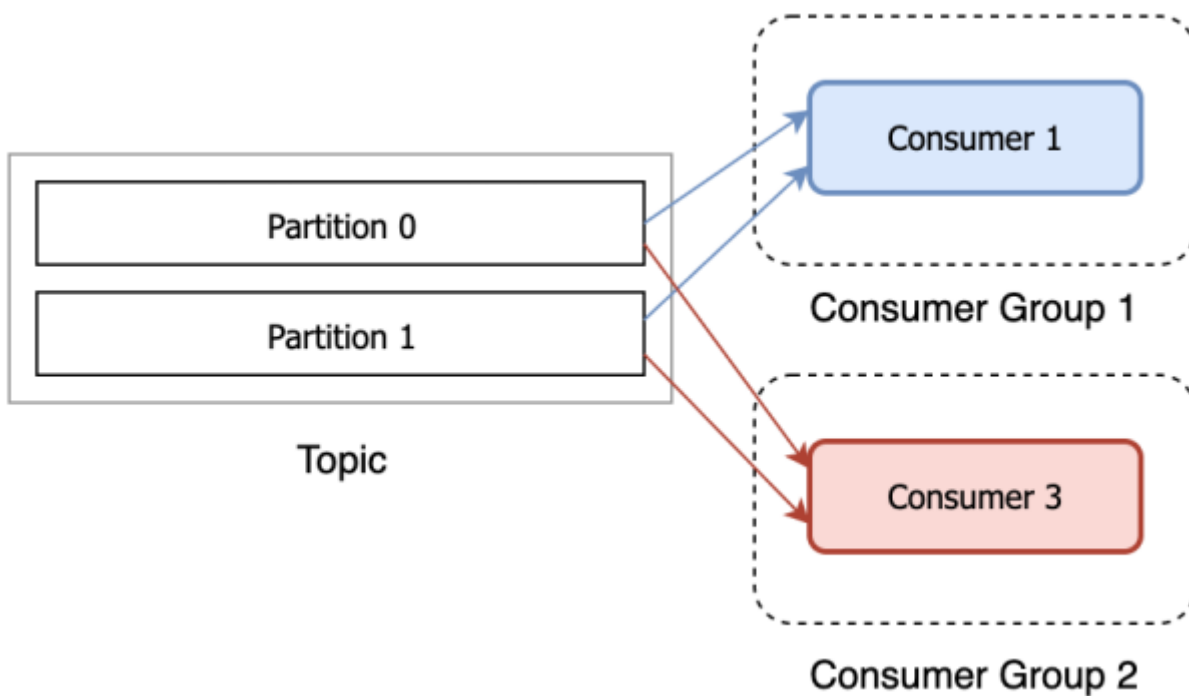 Partition 0
Partition 1
Topic
Consumer 1
Consumer Group 1
Consumer 3
Consumer Group 2